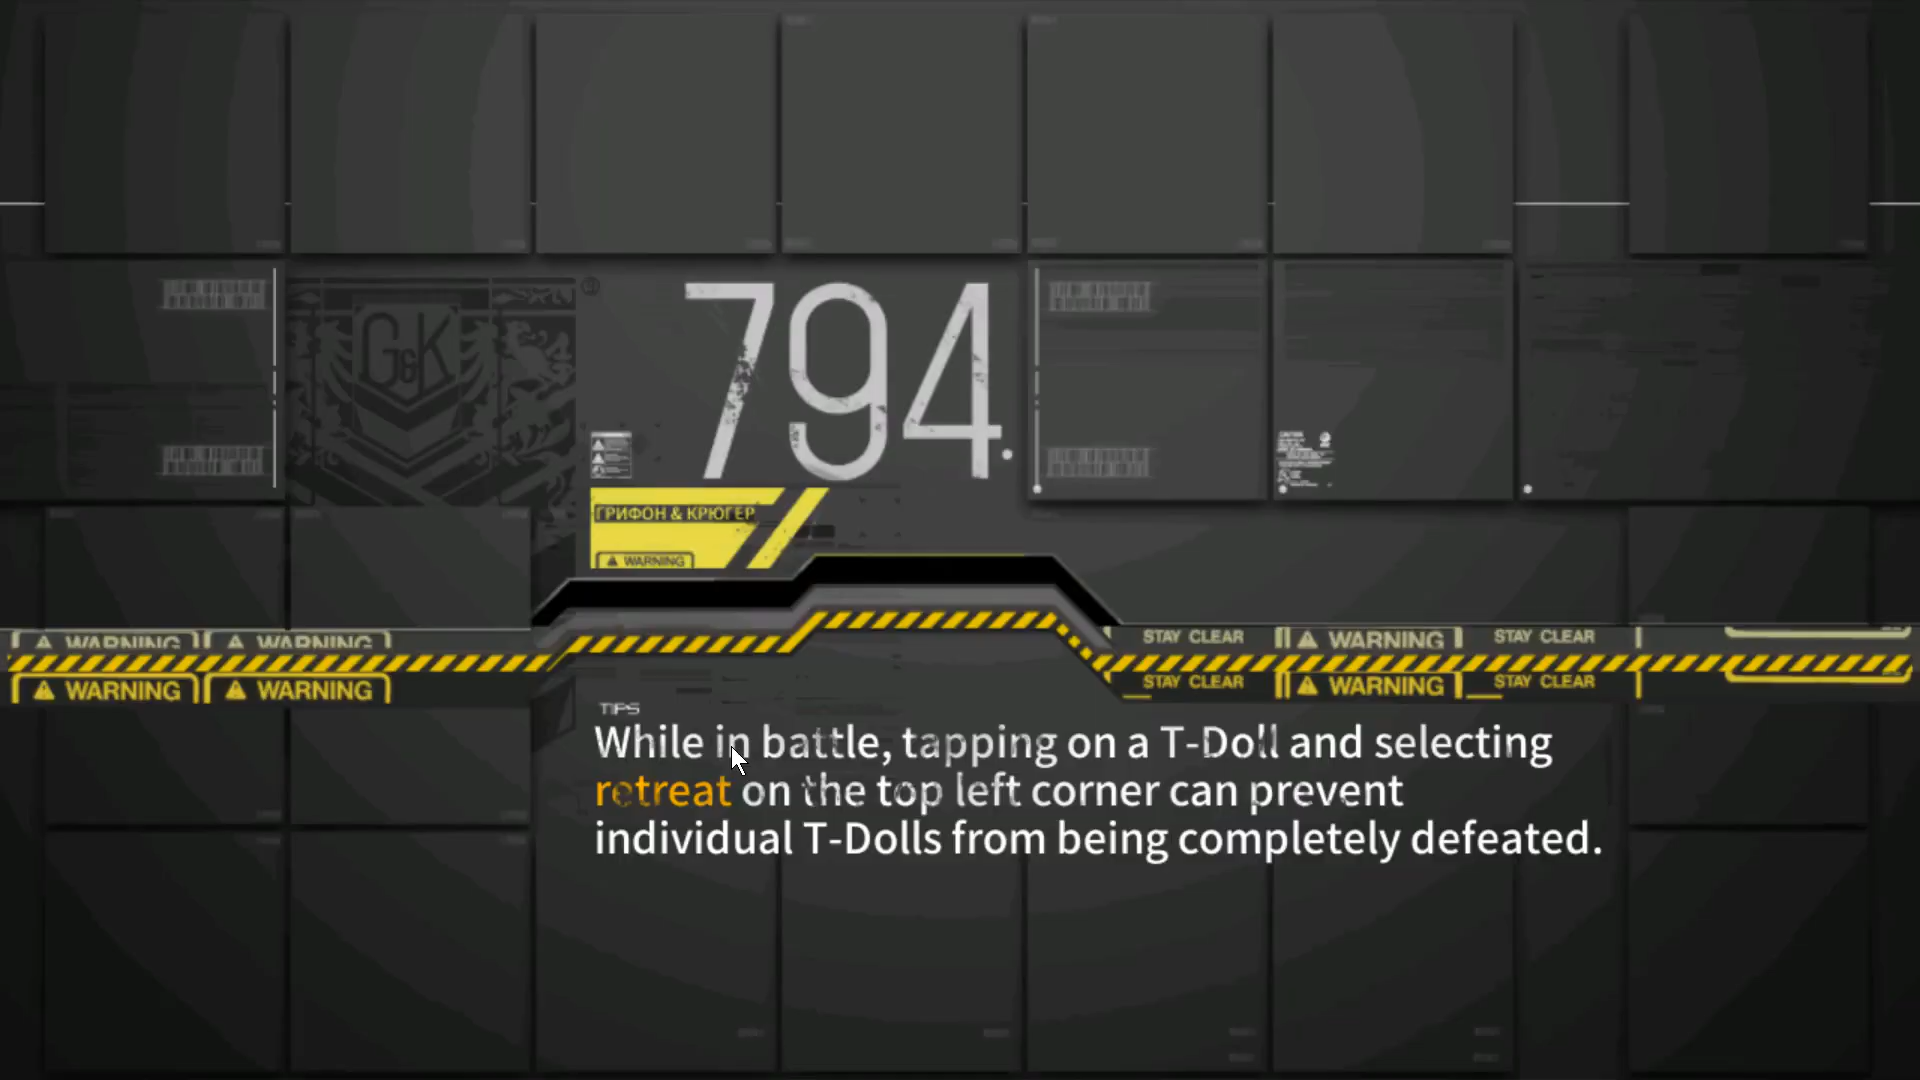 G&K
794.
ГРИФОН & КРЮГЕР
WARNING
WARNING WARNING
STAY CLEAR WARNING STAY CLEAR
WARNING WARNING
STAY CLEAR WARNING STAY CLEAR
TIPS
While in battle, tapping on a T-Doll and selecting
retreat on the top left corner can prevent
individual T-Dolls from being completely defeated.